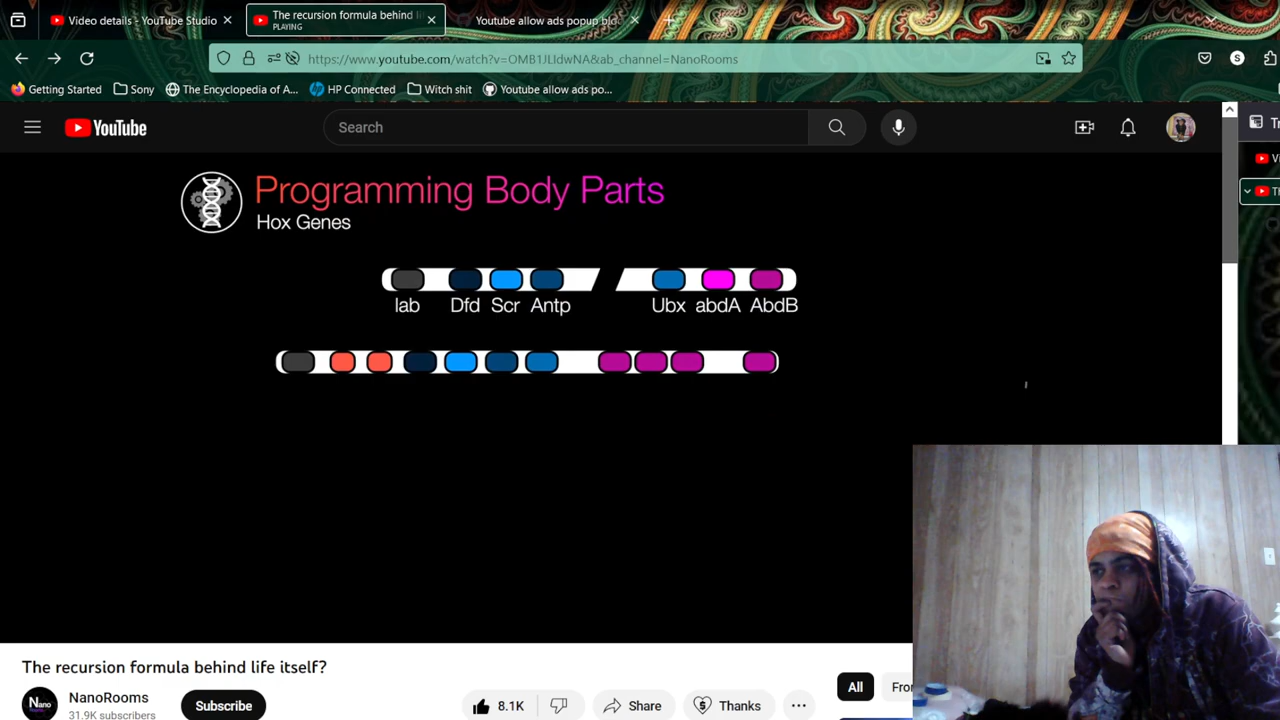 Video details - YouTube Studio
The recursion formula behind li
PLAYING
Youtube allow ads popup blo
https://www.youtube.com/watch?v=OMB1JLIdwNA&ab_channel=NanoRooms
S
Getting Started
Sony
The Encyclopedia of A...
HP Connected
Witch shit
Youtube allow ads po...
YouTube
Search
Programming Body Parts
Hox Genes
lab
Dfd
Scr
Antp
Ubx
abdA
AbdB
The recursion formula behind life itself?
Nano
NanoRooms
31.9K subscribers
Subscribe
8.1K
Share
Thanks
All